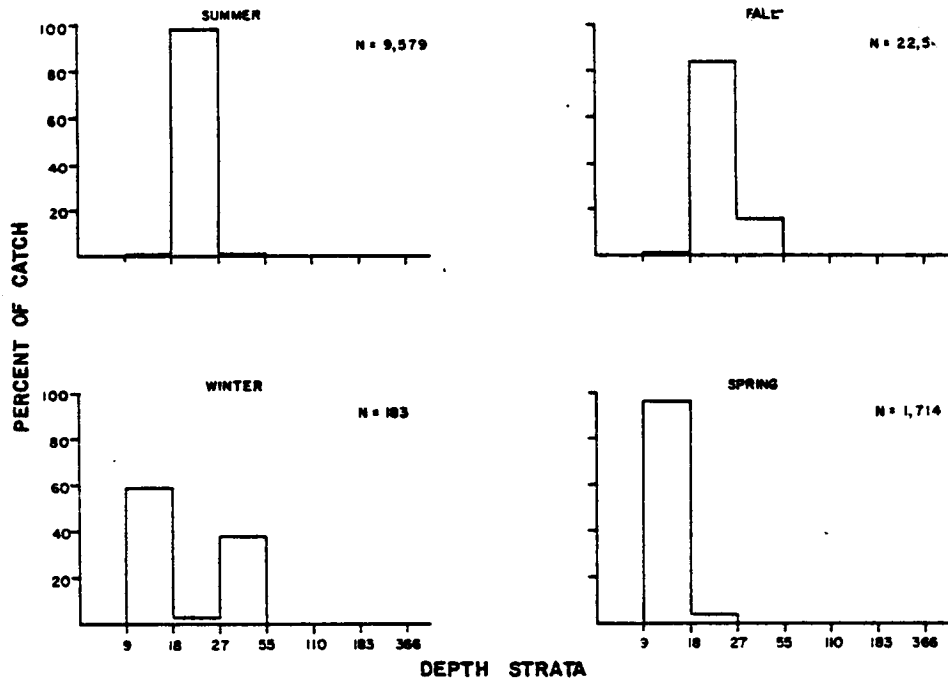 SUMMER
N = 9,579
100
80
60
40
20
FALL
PERCENT OF CATCH
WINTER
N = 183
100
80
60
40
20
9 18 27 55 110 183 366
SPRING
N = 1,714
9 18 27 55 110 183 366
DEPTH STRATA